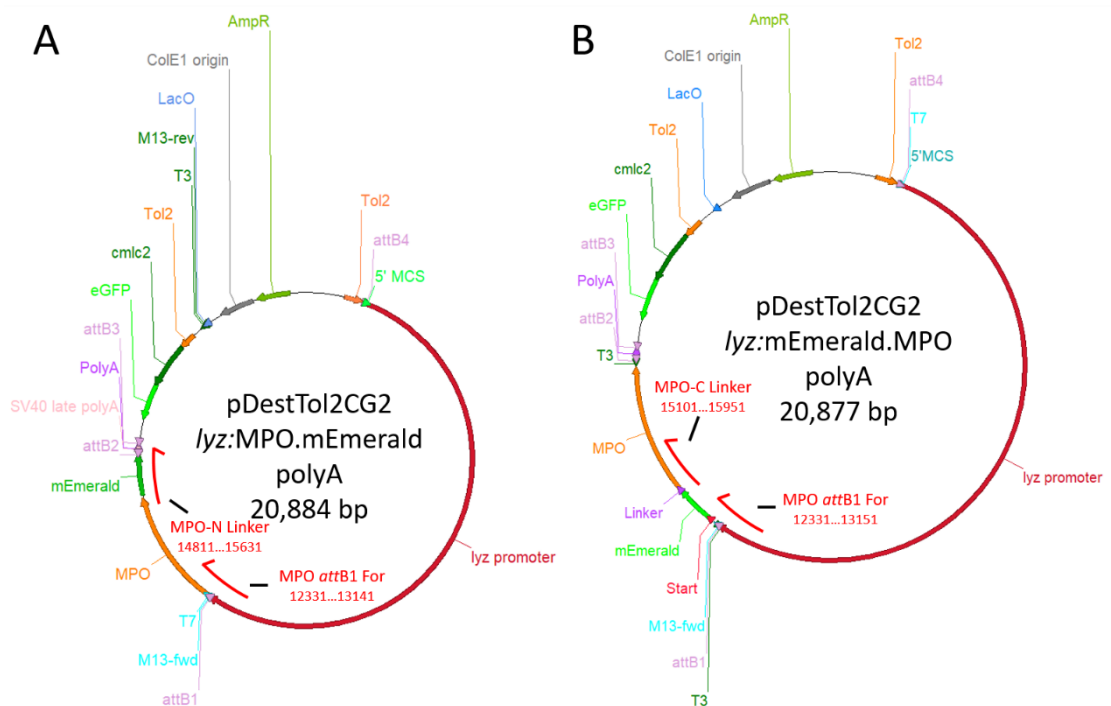 A
AmpR
ColE1 origin
LacO
M13-rev
T3
Tol2
cmlc2
eGFP
attB3
PolyA
SV40 late polyA
attB2
mEmerald
MPO
T7
M13-fwd
attB1
Tol2
attB4
5' MCS
lyz promoter
pDestTol2CG2
lyz:MPO.mEmerald
polyA
20,884 bp
MPO-N Linker
14811...15631
MPO attB1 For
12331...13141
B
AmpR
ColE1 origin
LacO
Tol2
cmlc2
eGFP
attB3
PolyA
attB2
T3
MPO
Linker
mEmerald
Start
M13-fwd
attB1
T3
Tol2
attB4
T7
5'MCS
lyz promoter
pDestTol2CG2
lyz:mEmerald.MPO
polyA
20,877 bp
MPO-C Linker
15101...15951
MPO attB1 For
12331...13151